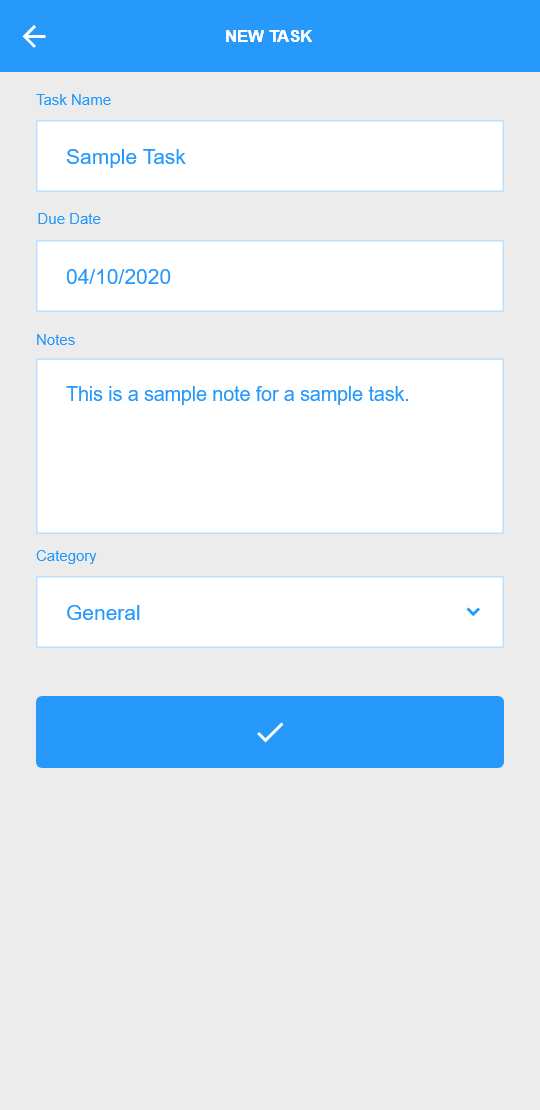 NEW TASK
Task Name
Sample Task
Due Date
04/10/2020
Notes
This is a sample note for a sample task.
Category
General